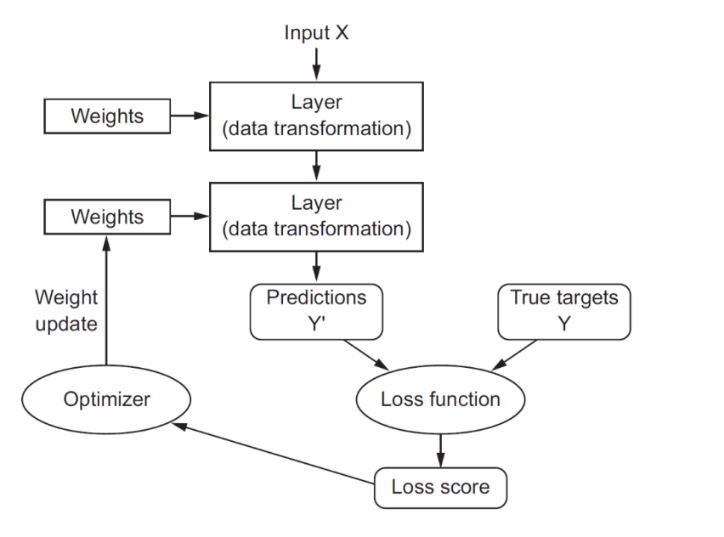 Input X
Weights
Layer
(data transformation)
Weights
Layer
(data transformation)
Weight
update
Predictions
Y'
True targets
Y
Optimizer
Loss function
Loss score